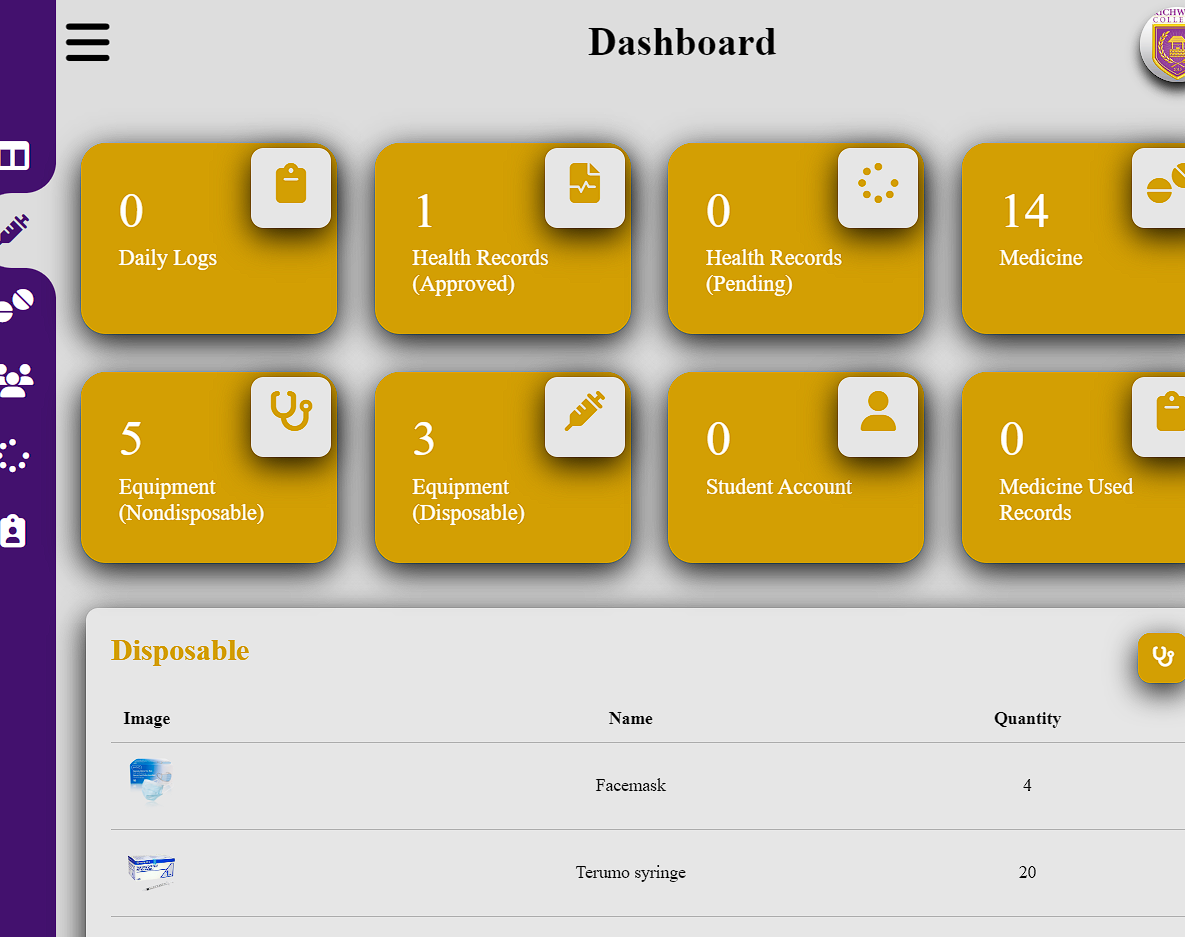 Dashboard
0
Daily Logs
1
Health Records
(Approved)
0
Health Records
(Pending)
14
Medicine
5
Equipment
(Nondisposable)
3
Equipment
(Disposable)
0
Student Account
0
Medicine Used
Records
Disposable
Image Name Quantity
Facemask 4
Terumo syringe 20